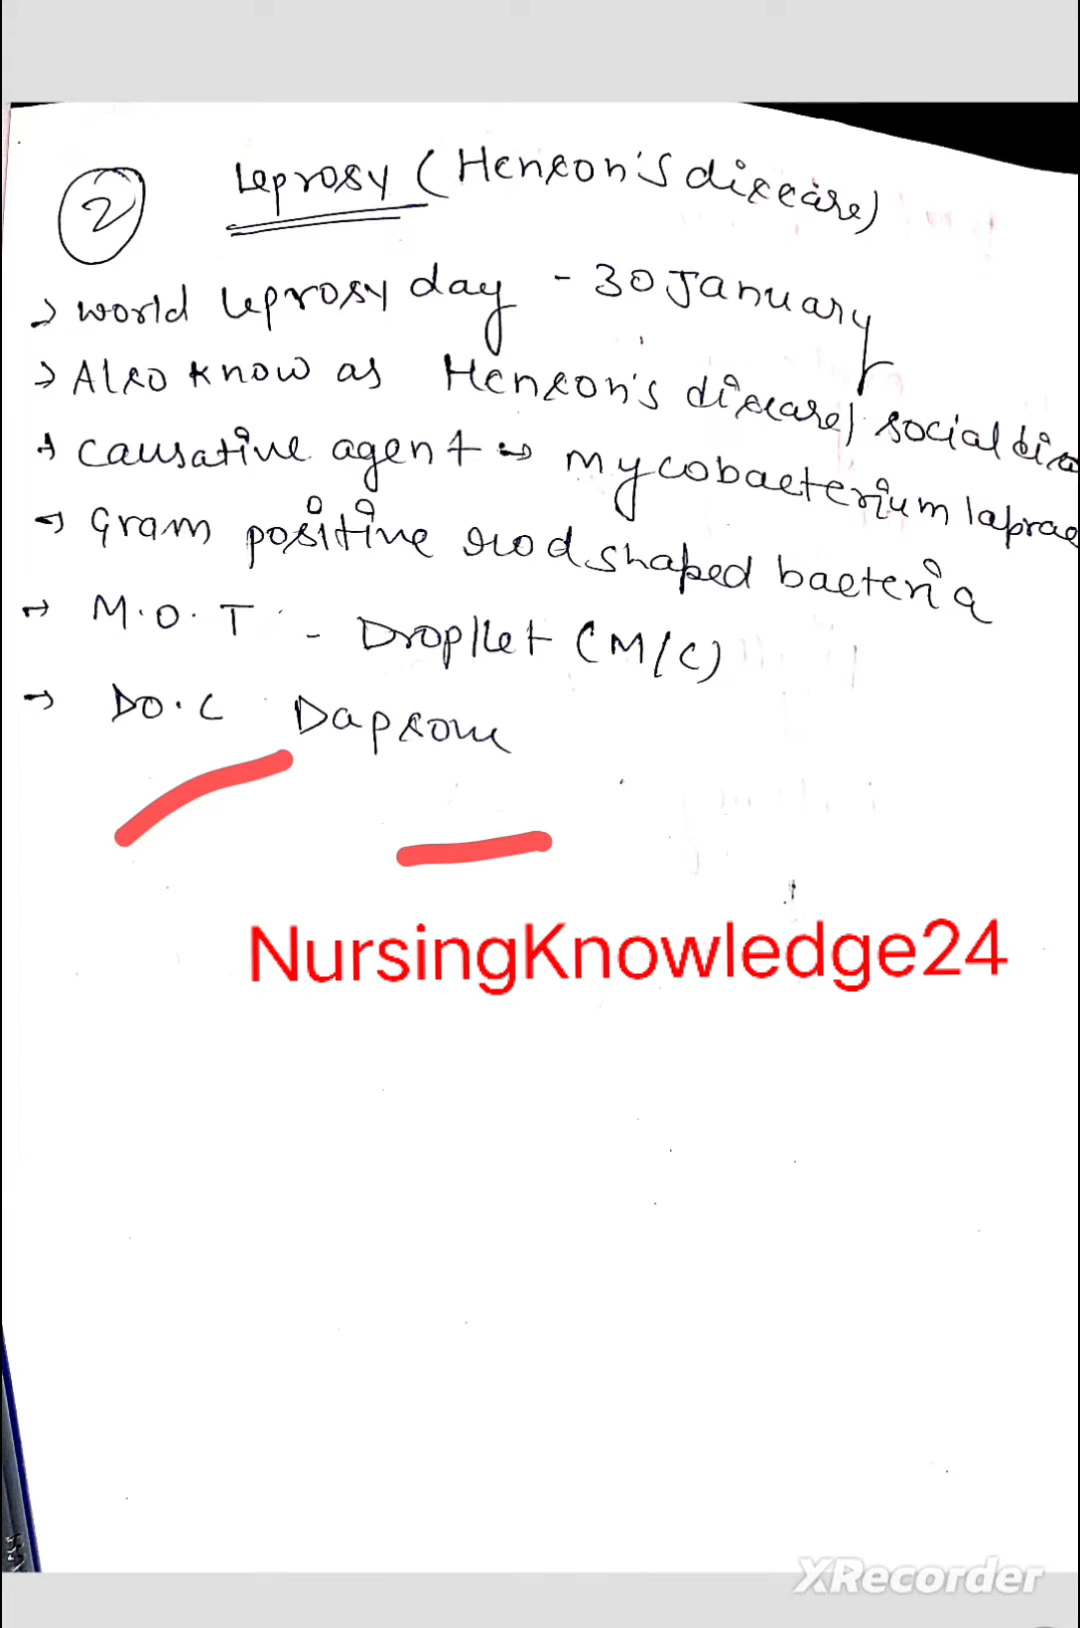 2 Leprosy (Henson's disease)
→ world leprosy day - 30 January
→ Also know as Henson's disease/ social dis
→ causative agent → mycobacterium laprae
→ Gram positive rod shaped bacteria
→ M.O.T - Droplet (M/C)
→ DO.C Dapsone
NursingKnowledge24
XRecorder